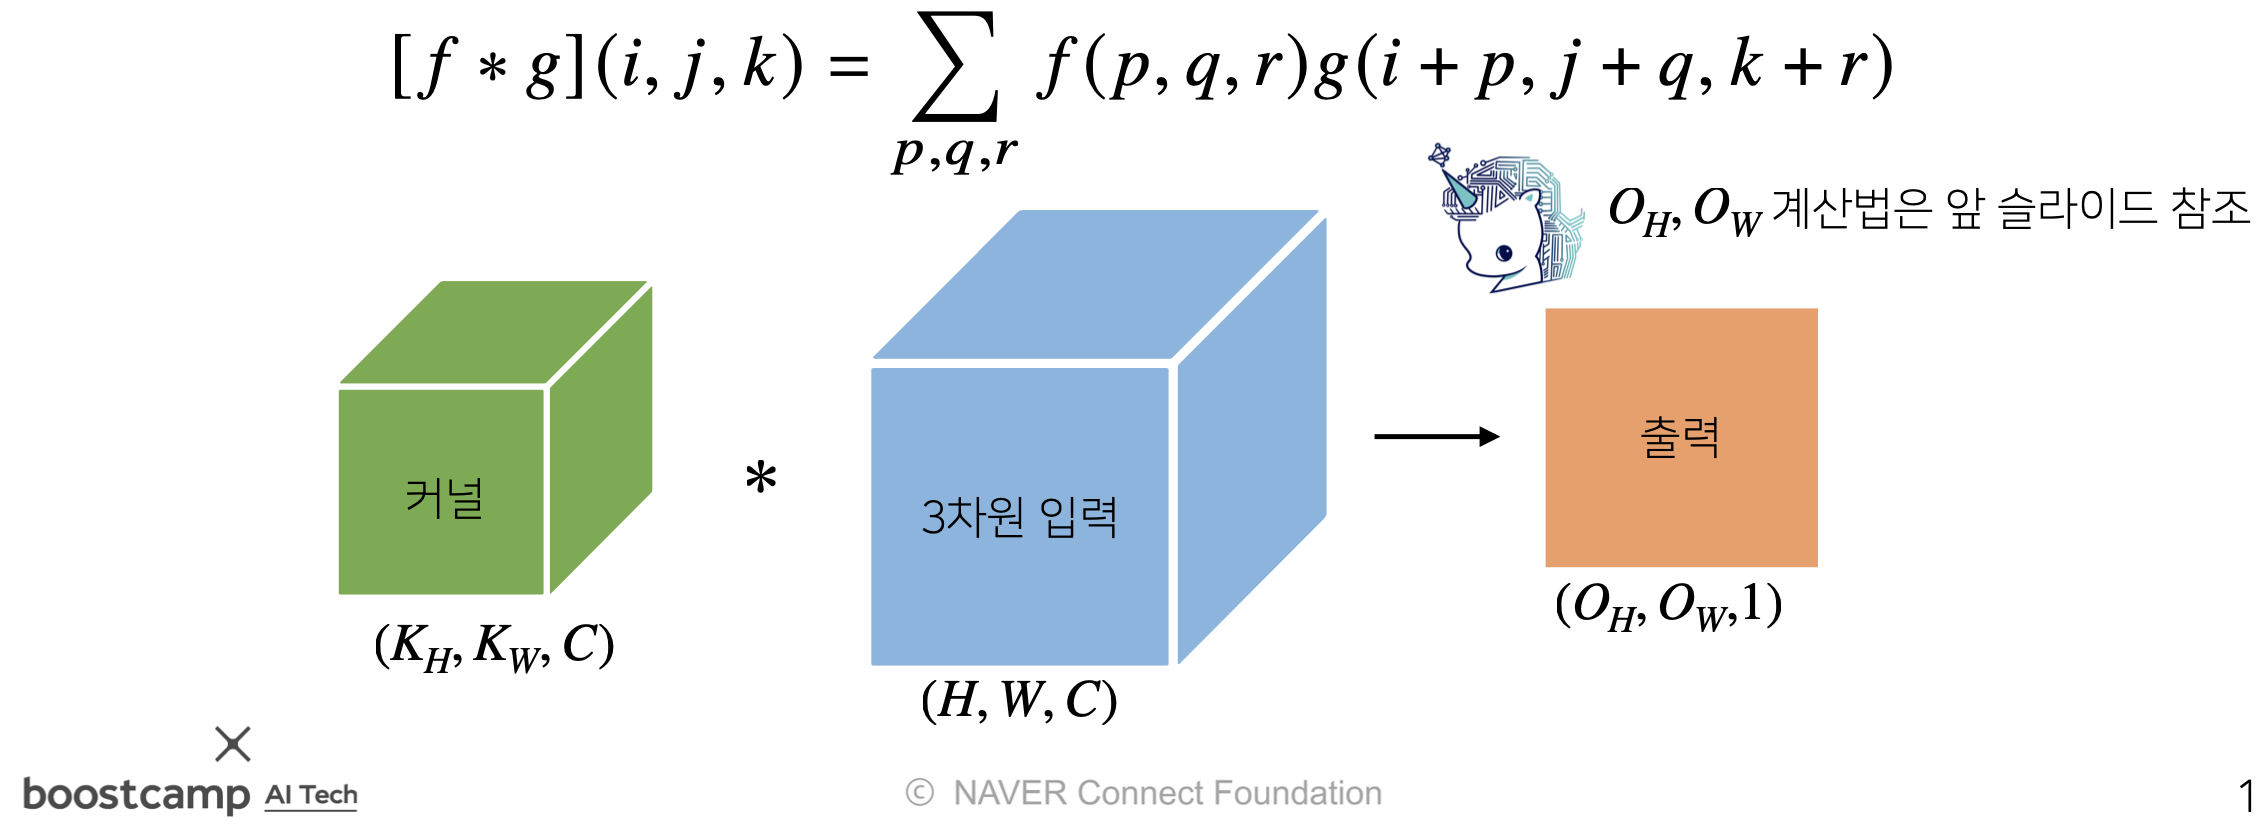 [f * g](i, j, k) = ∑ f(p, q, r)g(i + p, j + q, k + r)
p,q,r
O_H, O_W 계산법은 앞 슬라이드 참조
커널
*
3차원 입력
출력
(K_H, K_W, C)
(H, W, C)
(O_H, O_W,1)
boostcamp AI Tech
© NAVER Connect Foundation
1